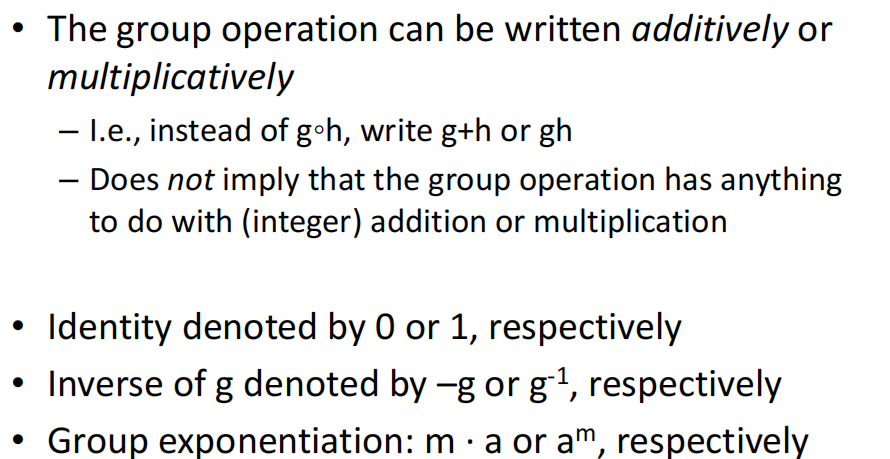 • The group operation can be written additively or
multiplicatively
– I.e., instead of g◦h, write g+h or gh
– Does not imply that the group operation has anything
to do with (integer) addition or multiplication
• Identity denoted by 0 or 1, respectively
• Inverse of g denoted by –g or g⁻¹, respectively
• Group exponentiation: m · a or aᵐ, respectively